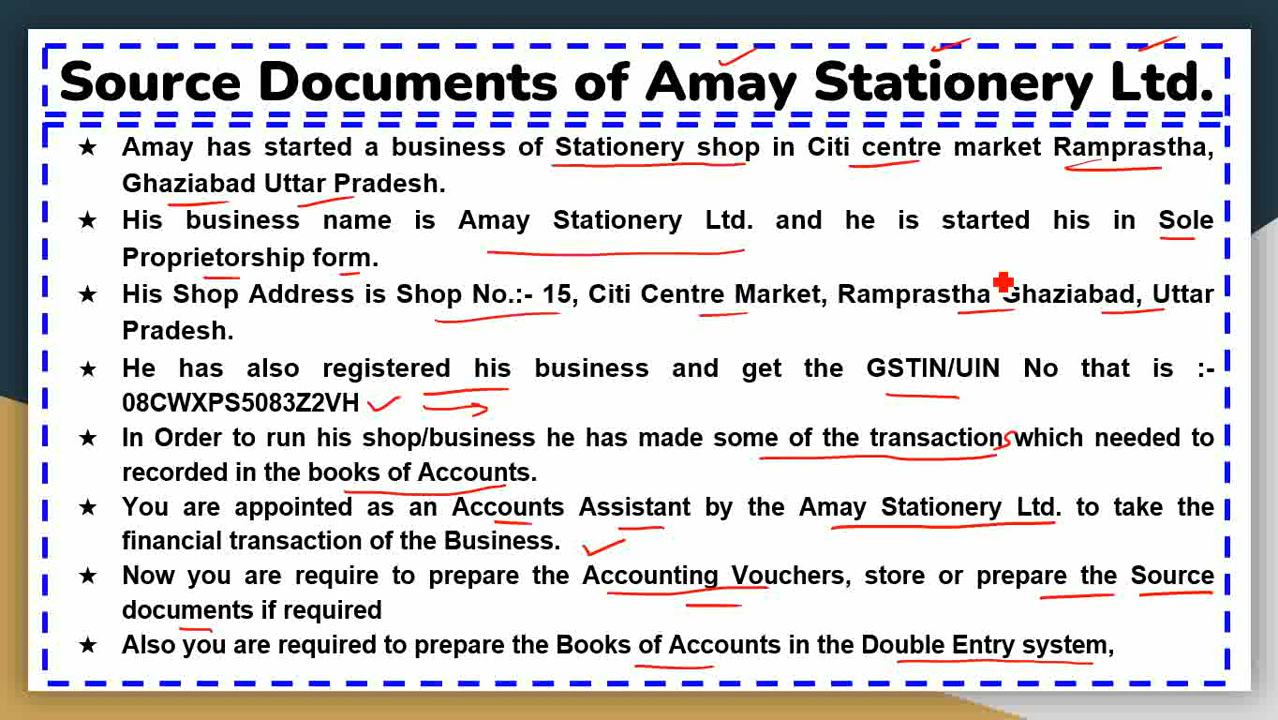 Source Documents of Amay Stationery Ltd.
★ Amay has started a business of Stationery shop in Citi centre market Ramprastha,
Ghaziabad Uttar Pradesh.
★ His business name is Amay Stationery Ltd. and he is started his in Sole
Proprietorship form.
★ His Shop Address is Shop No.:- 15, Citi Centre Market, Ramprastha Ghaziabad, Uttar
Pradesh.
★ He has also registered his business and get the GSTIN/UIN No that is :-
08CWXPS5083Z2VH
★ In Order to run his shop/business he has made some of the transactions which needed to
recorded in the books of Accounts.
★ You are appointed as an Accounts Assistant by the Amay Stationery Ltd. to take the
financial transaction of the Business.
★ Now you are require to prepare the Accounting Vouchers, store or prepare the Source
documents if required
★ Also you are required to prepare the Books of Accounts in the Double Entry system,